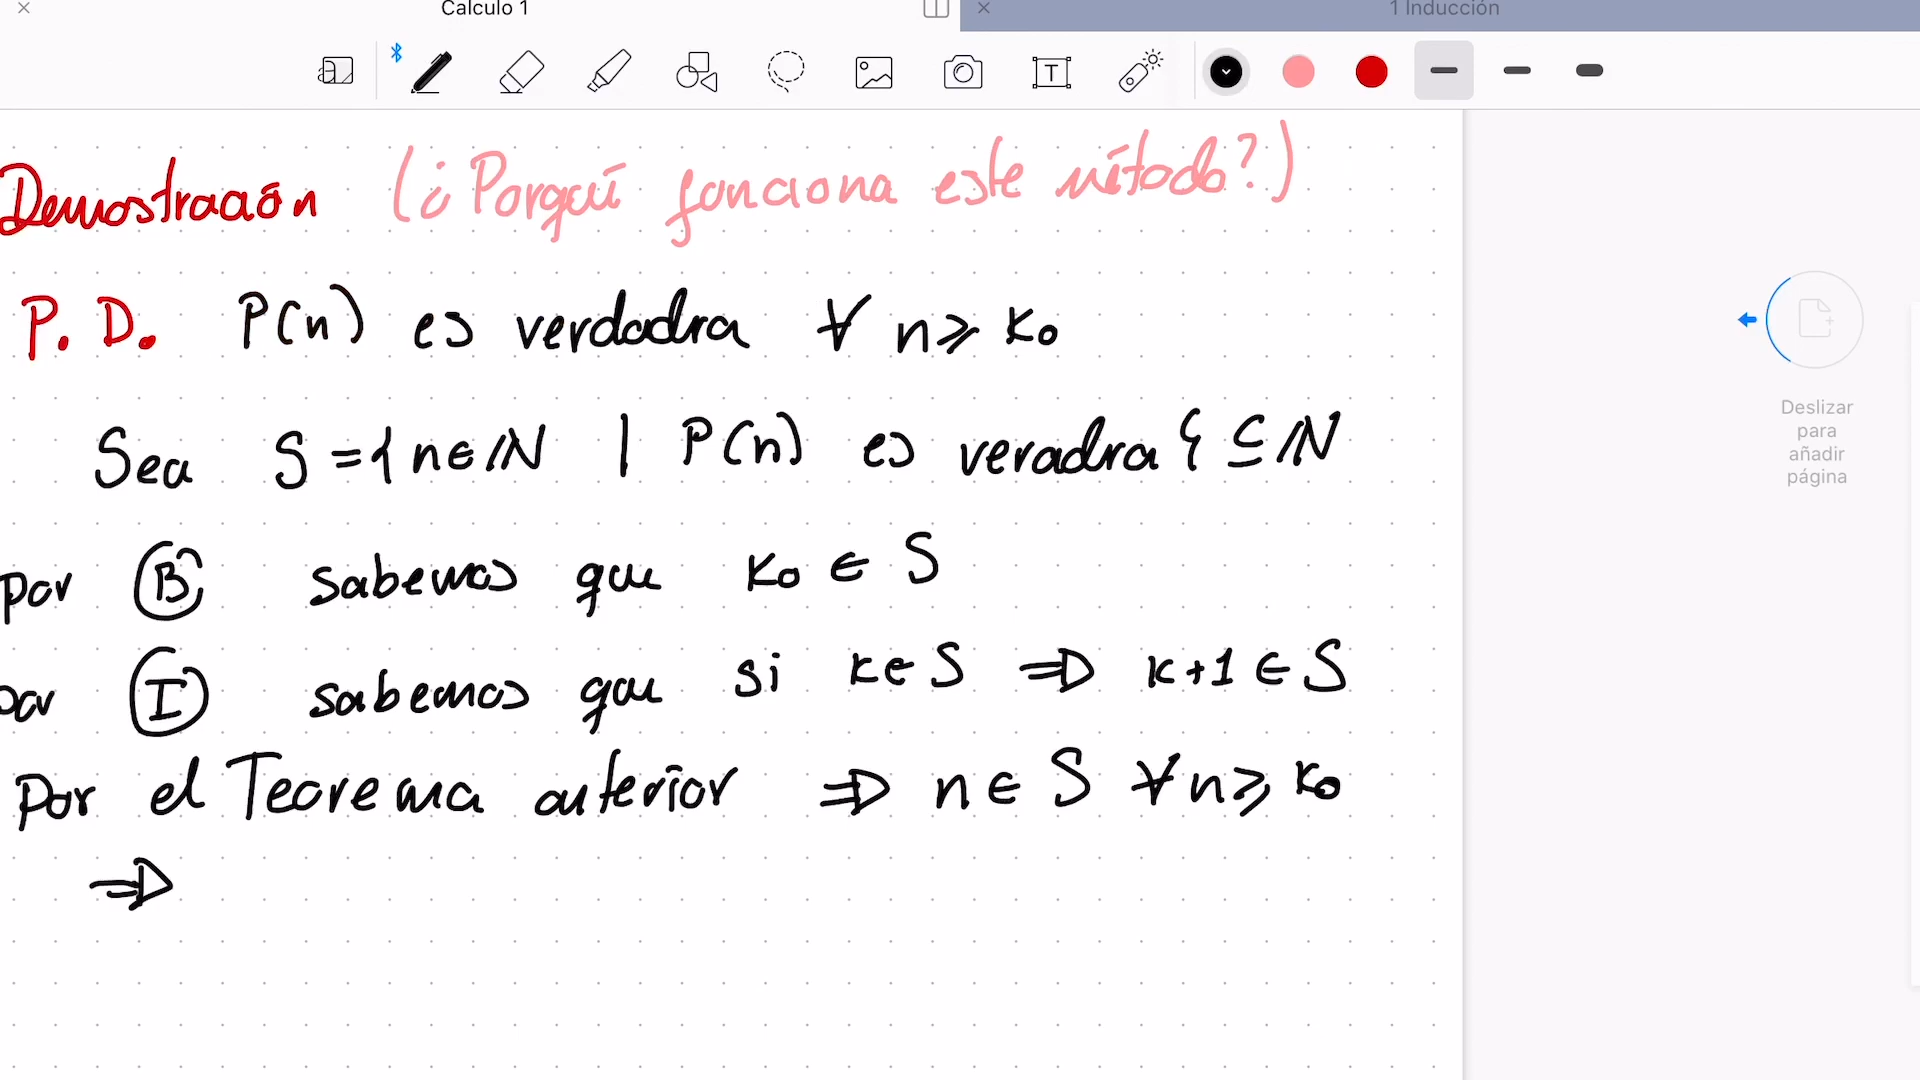 Calculo 1
1 Inducción
Demostración (¿Porqué funciona este método?)
P. D. P(n) es verdadra ∀ n ⩾ k₀
Sea S = { n ∈ ℕ | P(n) es veradra } ⊆ ℕ
por Ⓑ sabemos que k₀ ∈ S
por Ⓘ sabemos que si k ∈ S ⇒ k+1 ∈ S
Por el Teorema anterior ⇒ n ∈ S ∀ n ⩾ k₀
⇒
Deslizar
para
añadir
página